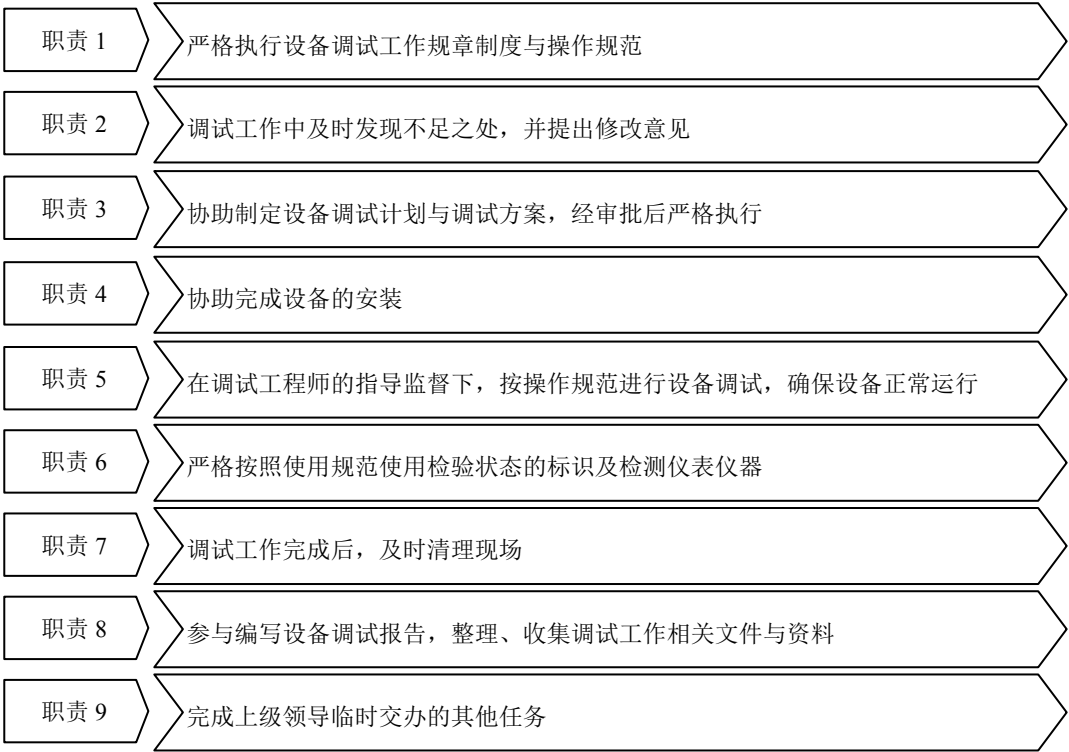 职责 1
严格执行设备调试工作规章制度与操作规范
职责 2
调试工作中及时发现不足之处，并提出修改意见
职责 3
协助制定设备调试计划与调试方案，经审批后严格执行
职责 4
协助完成设备的安装
职责 5
在调试工程师的指导监督下，按操作规范进行设备调试，确保设备正常运行
职责 6
严格按照使用规范使用检验状态的标识及检测仪表仪器
职责 7
调试工作完成后，及时清理现场
职责 8
参与编写设备调试报告，整理、收集调试工作相关文件与资料
职责 9
完成上级领导临时交办的其他任务